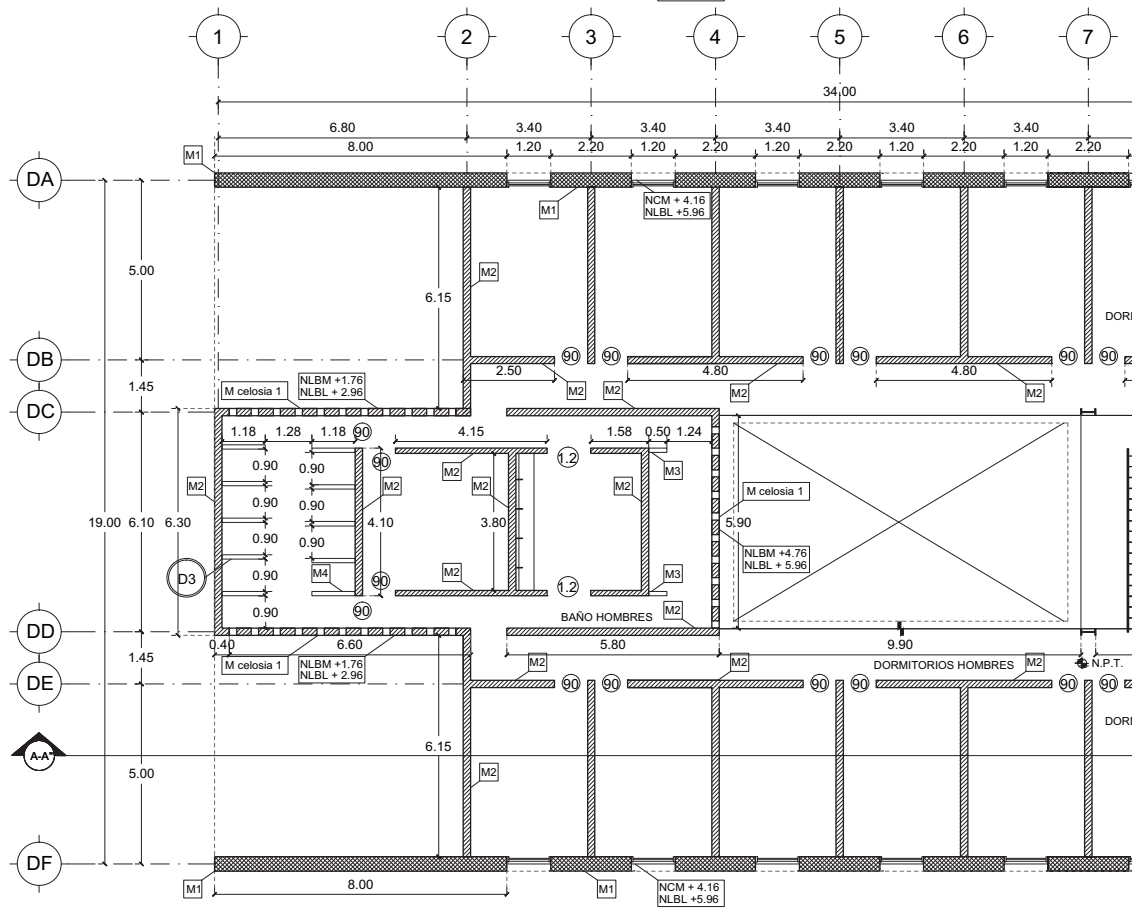 1 2 3 4 5 6 7
34.00
6.80 3.40 3.40 3.40 3.40 3.40
8.00 1.20 2.20 1.20 2.20 1.20 2.20 1.20 2.20 1.20 2.20
M1
DA
M1
NCM + 4.16
NLBL +5.96
5.00
M2
6.15
DORI
DB
90 90 90 90 90 90
2.50 4.80 4.80
M2 M2 M2 M2
1.45
M celosia 1
NLBM +1.76
NLBL + 2.96
DC
1.18 1.28 1.18 90 4.15 1.58 0.50 1.24
90 1.2
0.90 0.90
M2 M3
M2 M2 M2 M2
M celosia 1
0.90 0.90
0.90 0.90
19.00 6.10 6.30 4.10 3.80 5.90
0.90 0.90
NLBM +4.76
NLBL + 5.96
D3
M4 90 M2 1.2 M3
0.90
0.90 90
BAÑO HOMBRES M2
DD
0.40 6.60 5.80 9.90
1.45
M celosia 1
NLBM +1.76
NLBL + 2.96
M2 M2
DORMITORIOS HOMBRES
M2
N.P.T.
DE
90 90 90 90 90 90
DORI
A-A"
6.15
5.00
M2
DF
M1
8.00
M1
NCM + 4.16
NLBL +5.96